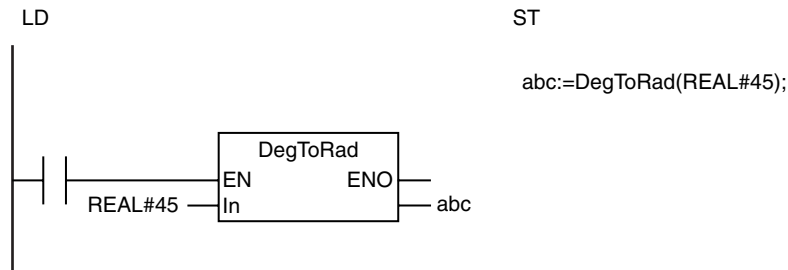 LD
ST
abc:=DegToRad(REAL#45);
DegToRad
EN ENO
REAL#45 In abc